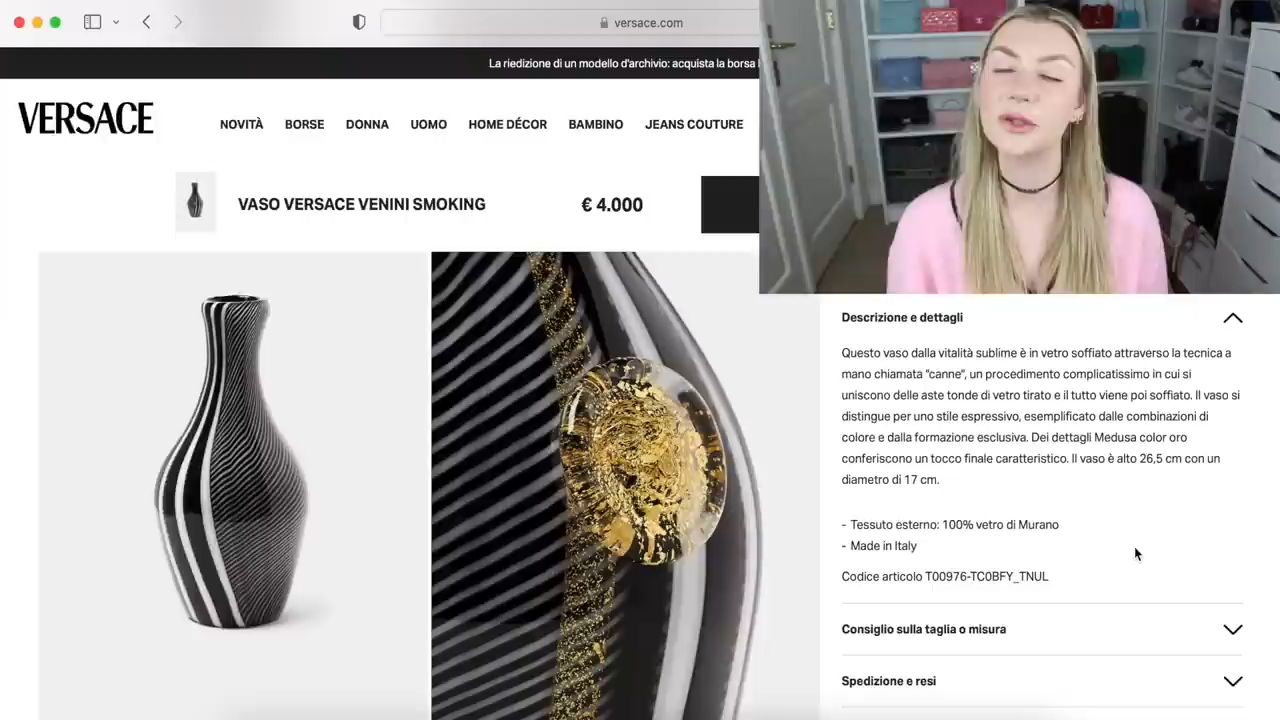 versace.com
La riedizione di un modello d'archivio: acquista la borsa
VERSACE
NOVITÀ BORSE DONNA UOMO HOME DÉCOR BAMBINO JEANS COUTURE
VASO VERSACE VENINI SMOKING € 4.000
Descrizione e dettagli
Questo vaso dalla vitalità sublime è in vetro soffiato attraverso la tecnica a
mano chiamata "canne", un procedimento complicatissimo in cui si
uniscono delle aste tonde di vetro tirato e il tutto viene poi soffiato. Il vaso si
distingue per uno stile espressivo, esemplificato dalle combinazioni di
colore e dalla formazione esclusiva. Dei dettagli Medusa color oro
conferiscono un tocco finale caratteristico. Il vaso è alto 26,5 cm con un
diametro di 17 cm.
- Tessuto esterno: 100% vetro di Murano
- Made in Italy
Codice articolo T00976-TC0BFY_TNUL
Consiglio sulla taglia o misura
Spedizione e resi